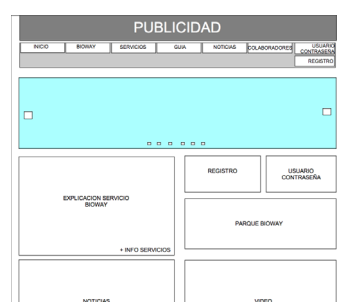 PUBLICIDAD
INICIO BIOWAY SERVICIOS GUIA NOTICIAS COLABORADORES USUARIO
CONTRASEÑA
REGISTRO
REGISTRO USUARIO
CONTRASEÑA
EXPLICACION SERVICIO
BIOWAY
PARQUE BIOWAY
+ INFO SERVICIOS
NOTICIAS VIDEO